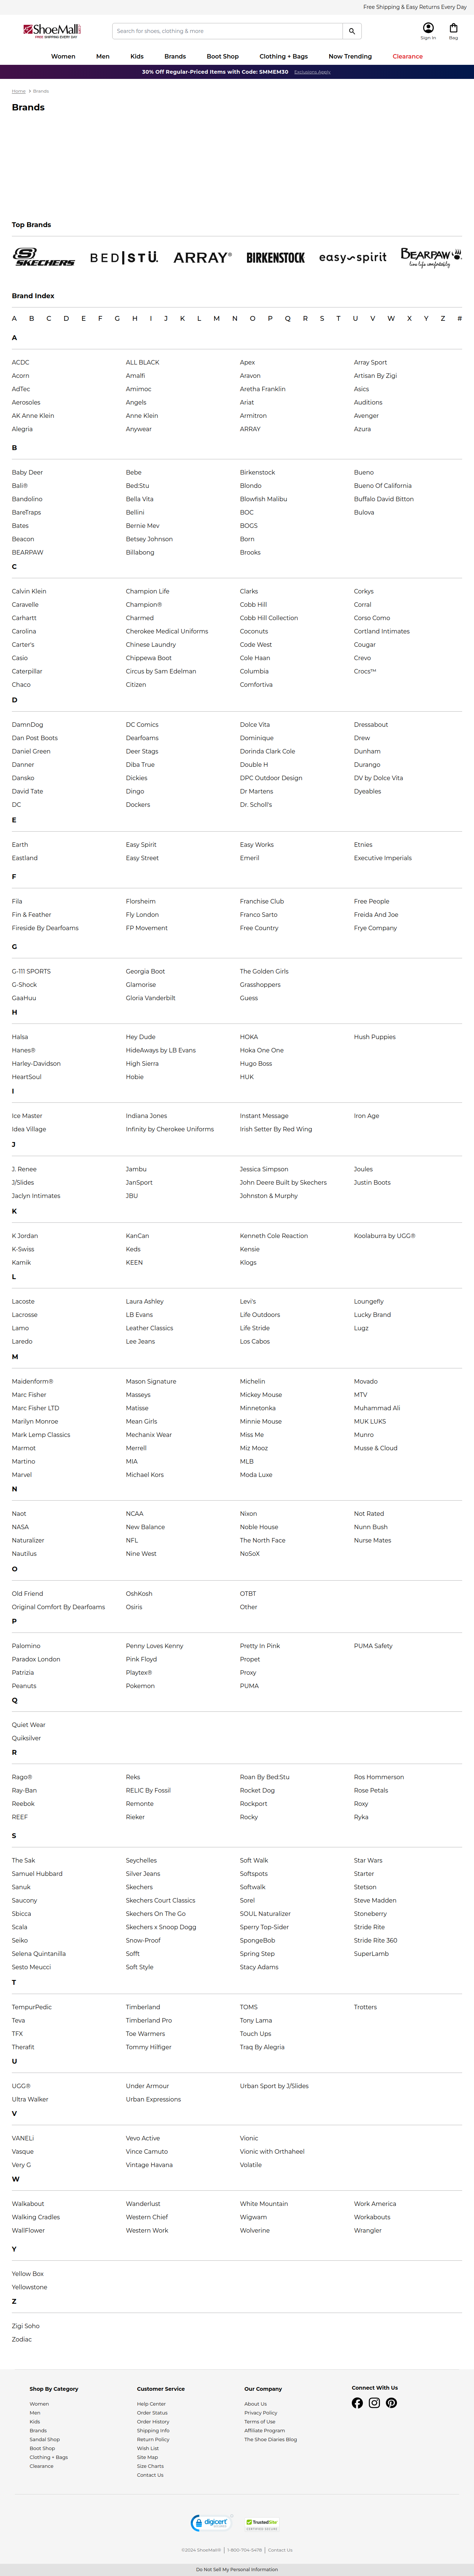 Free Shipping & Easy Returns Every Day
ShoeMall
FREE SHIPPING EVERY DAY
Search for shoes, clothing & more
Sign In
Bag
Women Men Kids Brands Boot Shop Clothing + Bags Now Trending Clearance
30% Off Regular-Priced Items with Code: SMMEM30 Exclusions Apply
Home > Brands
Brands
Top Brands
SKECHERS BED|STÜ. ARRAY® BIRKENSTOCK easy spirit BEARPAW. live life comfortably.
Brand Index
A B C D E F G H I J K L M N O P Q R S T U V W X Y Z #
A
ACDC ALL BLACK Apex Array Sport
Acorn Amalfi Aravon Artisan By Zigi
AdTec Amimoc Aretha Franklin Asics
Aerosoles Angels Ariat Auditions
AK Anne Klein Anne Klein Armitron Avenger
Alegria Anywear ARRAY Azura
B
Baby Deer Bebe Birkenstock Bueno
Bali® Bed:Stu Blondo Bueno Of California
Bandolino Bella Vita Blowfish Malibu Buffalo David Bitton
BareTraps Bellini BOC Bulova
Bates Bernie Mev BOGS
Beacon Betsey Johnson Born
BEARPAW Billabong Brooks
C
Calvin Klein Champion Life Clarks Corkys
Caravelle Champion® Cobb Hill Corral
Carhartt Charmed Cobb Hill Collection Corso Como
Carolina Cherokee Medical Uniforms Coconuts Cortland Intimates
Carter's Chinese Laundry Code West Cougar
Casio Chippewa Boot Cole Haan Crevo
Caterpillar Circus by Sam Edelman Columbia Crocs™
Chaco Citizen Comfortiva
D
DamnDog DC Comics Dolce Vita Dressabout
Dan Post Boots Dearfoams Dominique Drew
Daniel Green Deer Stags Dorinda Clark Cole Dunham
Danner Diba True Double H Durango
Dansko Dickies DPC Outdoor Design DV by Dolce Vita
David Tate Dingo Dr Martens Dyeables
DC Dockers Dr. Scholl's
E
Earth Easy Spirit Easy Works Etnies
Eastland Easy Street Emeril Executive Imperials
F
Fila Florsheim Franchise Club Free People
Fin & Feather Fly London Franco Sarto Freida And Joe
Fireside By Dearfoams FP Movement Free Country Frye Company
G
G-111 SPORTS Georgia Boot The Golden Girls
G-Shock Glamorise Grasshoppers
GaaHuu Gloria Vanderbilt Guess
H
Halsa Hey Dude HOKA Hush Puppies
Hanes® HideAways by LB Evans Hoka One One
Harley-Davidson High Sierra Hugo Boss
HeartSoul Hobie HUK
I
Ice Master Indiana Jones Instant Message Iron Age
Idea Village Infinity by Cherokee Uniforms Irish Setter By Red Wing
J
J. Renee Jambu Jessica Simpson Joules
J/Slides JanSport John Deere Built by Skechers Justin Boots
Jaclyn Intimates JBU Johnston & Murphy
K
K Jordan KanCan Kenneth Cole Reaction Koolaburra by UGG®
K-Swiss Keds Kensie
Kamik KEEN Klogs
L
Lacoste Laura Ashley Levi's Loungefly
Lacrosse LB Evans Life Outdoors Lucky Brand
Lamo Leather Classics Life Stride Lugz
Laredo Lee Jeans Los Cabos
M
Maidenform® Mason Signature Michelin Movado
Marc Fisher Masseys Mickey Mouse MTV
Marc Fisher LTD Matisse Minnetonka Muhammad Ali
Marilyn Monroe Mean Girls Minnie Mouse MUK LUKS
Mark Lemp Classics Mechanix Wear Miss Me Munro
Marmot Merrell Miz Mooz Musse & Cloud
Martino MIA MLB
Marvel Michael Kors Moda Luxe
N
Naot NCAA Nixon Not Rated
NASA New Balance Noble House Nunn Bush
Naturalizer NFL The North Face Nurse Mates
Nautilus Nine West NoSoX
O
Old Friend OshKosh OTBT
Original Comfort By Dearfoams Osiris Other
P
Palomino Penny Loves Kenny Pretty In Pink PUMA Safety
Paradox London Pink Floyd Propet
Patrizia Playtex® Proxy
Peanuts Pokemon PUMA
Q
Quiet Wear
Quiksilver
R
Rago® Reks Roan By Bed:Stu Ros Hommerson
Ray-Ban RELIC By Fossil Rocket Dog Rose Petals
Reebok Remonte Rockport Roxy
REEF Rieker Rocky Ryka
S
The Sak Seychelles Soft Walk Star Wars
Samuel Hubbard Silver Jeans Softspots Starter
Sanuk Skechers Softwalk Stetson
Saucony Skechers Court Classics Sorel Steve Madden
Sbicca Skechers On The Go SOUL Naturalizer Stoneberry
Scala Skechers x Snoop Dogg Sperry Top-Sider Stride Rite
Seiko Snow-Proof SpongeBob Stride Rite 360
Selena Quintanilla Sofft Spring Step SuperLamb
Sesto Meucci Soft Style Stacy Adams
T
TempurPedic Timberland TOMS Trotters
Teva Timberland Pro Tony Lama
TFX Toe Warmers Touch Ups
Therafit Tommy Hilfiger Traq By Alegria
U
UGG® Under Armour Urban Sport by J/Slides
Ultra Walker Urban Expressions
V
VANELi Vevo Active Vionic
Vasque Vince Camuto Vionic with Orthaheel
Very G Vintage Havana Volatile
W
Walkabout Wanderlust White Mountain Work America
Walking Cradles Western Chief Wigwam Workabouts
WallFlower Western Work Wolverine Wrangler
Y
Yellow Box
Yellowstone
Z
Zigi Soho
Zodiac
Shop By Category Customer Service Our Company Connect With Us
Women Help Center About Us
Men Order Status Privacy Policy
Kids Order History Terms of Use
Brands Shipping Info Affiliate Program
Sandal Shop Return Policy The Shoe Diaries Blog
Boot Shop Wish List
Clothing + Bags Site Map
Clearance Size Charts
Contact Us
digicert TrustedSite
CERTIFIED SECURE
©2024 ShoeMall® | 1-800-704-5478 | Contact Us
Do Not Sell My Personal Information